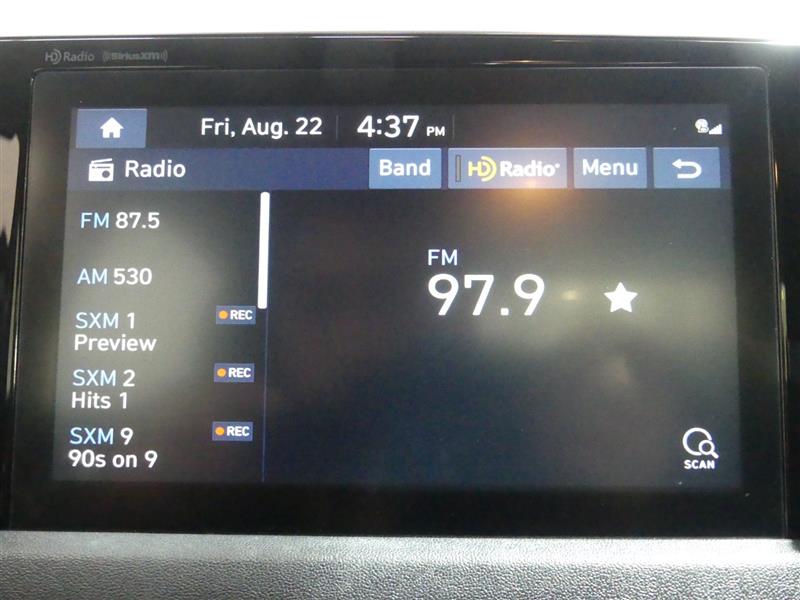 HD Radio ((SiriusXM))
Fri, Aug. 22 4:37 PM
Radio Band HD Radio Menu
FM 87.5
AM 530
SXM 1 REC
Preview
SXM 2 REC
Hits 1
SXM 9 REC
90s on 9
FM
97.9
SCAN